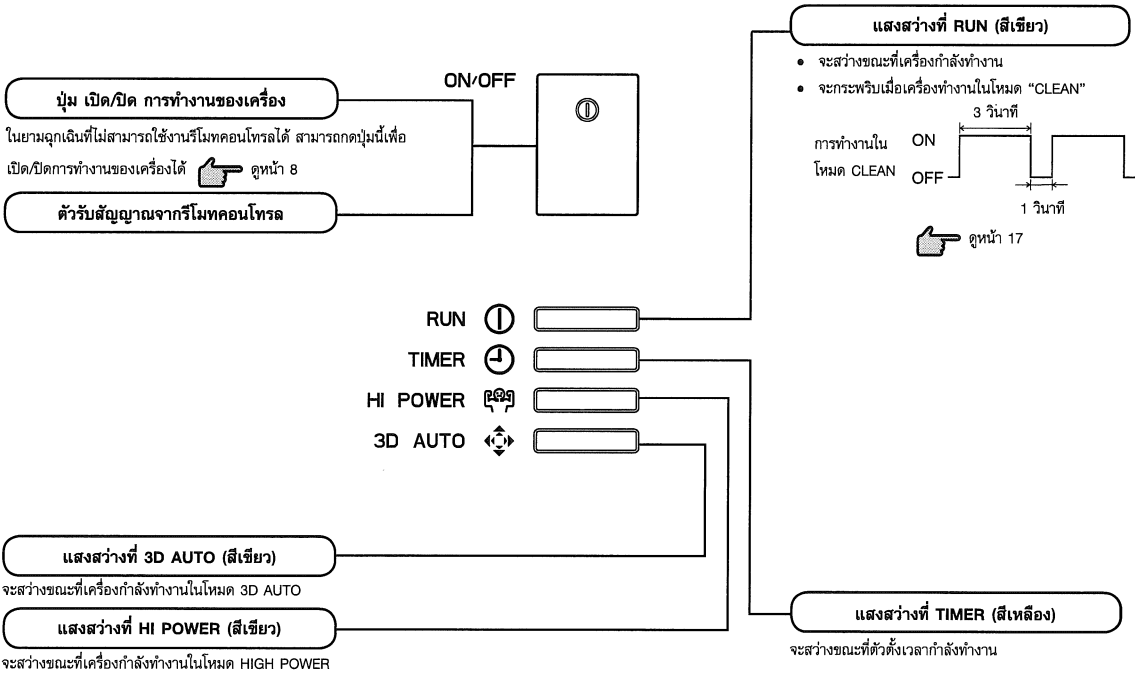 แสงสว่างที่ RUN (สีเขียว)
• จะสว่างขณะที่เครื่องกำลังทำงาน
• จะกระพริบเมื่อเครื่องทำงานในโหมด “CLEAN”
3 วินาที
การทำงานใน
โหมด CLEAN
ON
OFF
1 วินาที
ดูหน้า 17
ON/OFF
ปุ่ม เปิด/ปิด การทำงานของเครื่อง
ในยามฉุกเฉินที่ไม่สามารถใช้งานรีโมทคอนโทรลได้ สามารถกดปุ่มนี้เพื่อ
เปิด/ปิดการทำงานของเครื่องได้ ดูหน้า 8
ตัวรับสัญญาณจากรีโมทคอนโทรล
RUN
TIMER
HI POWER
3D AUTO
แสงสว่างที่ 3D AUTO (สีเขียว)
จะสว่างขณะที่เครื่องกำลังทำงานในโหมด 3D AUTO
แสงสว่างที่ HI POWER (สีเขียว)
จะสว่างขณะที่เครื่องกำลังทำงานในโหมด HIGH POWER
แสงสว่างที่ TIMER (สีเหลือง)
จะสว่างขณะที่ตัวตั้งเวลากำลังทำงาน